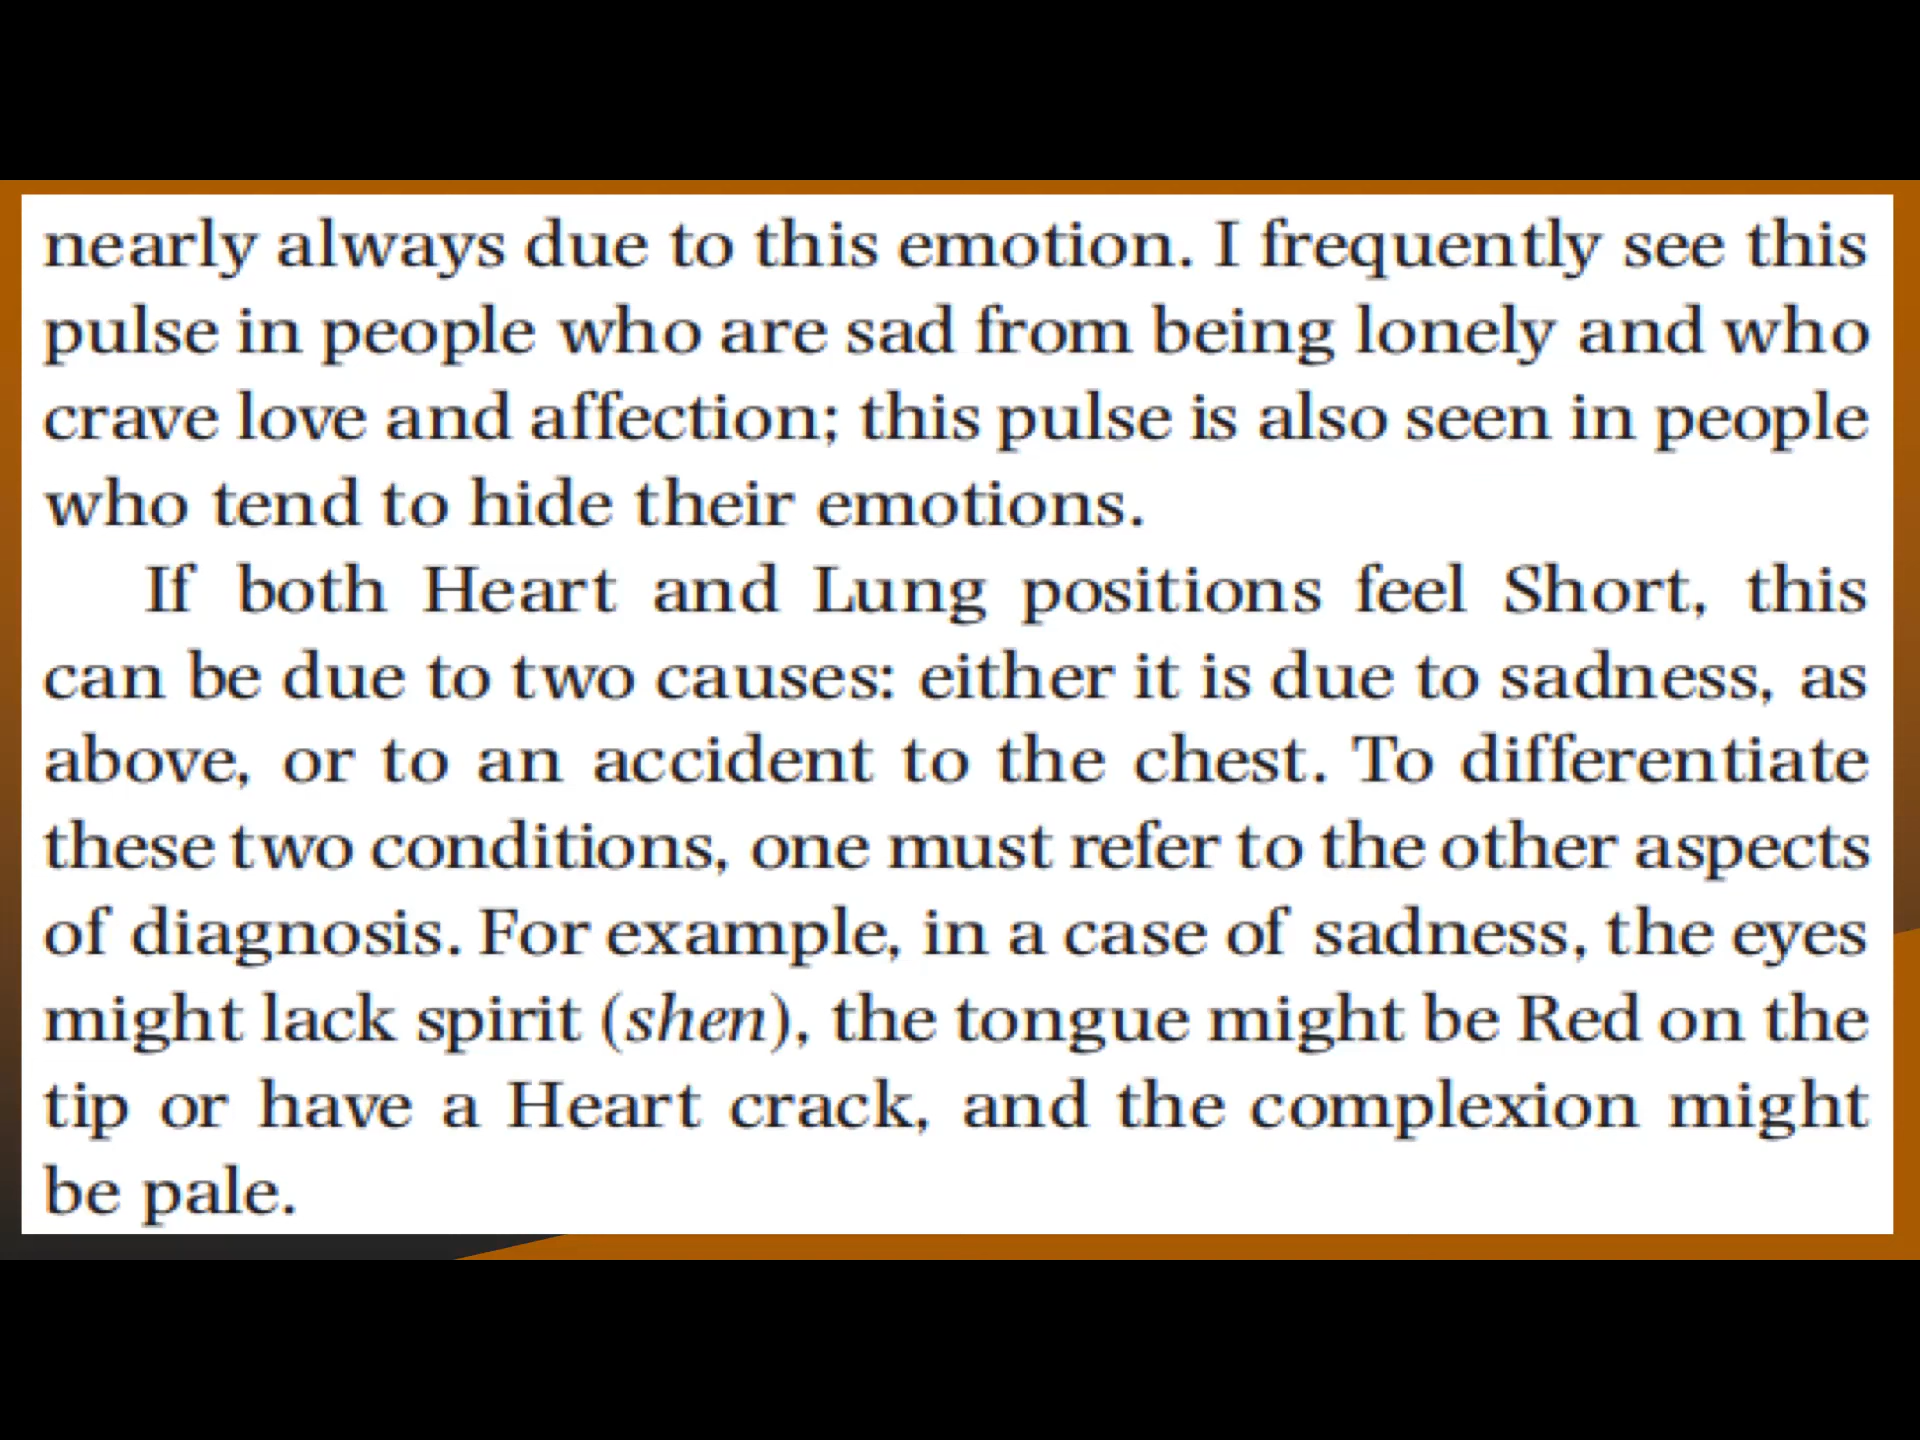 nearly always due to this emotion. I frequently see this
pulse in people who are sad from being lonely and who
crave love and affection; this pulse is also seen in people
who tend to hide their emotions.
If both Heart and Lung positions feel Short, this
can be due to two causes: either it is due to sadness, as
above, or to an accident to the chest. To differentiate
these two conditions, one must refer to the other aspects
of diagnosis. For example, in a case of sadness, the eyes
might lack spirit (shen), the tongue might be Red on the
tip or have a Heart crack, and the complexion might
be pale.